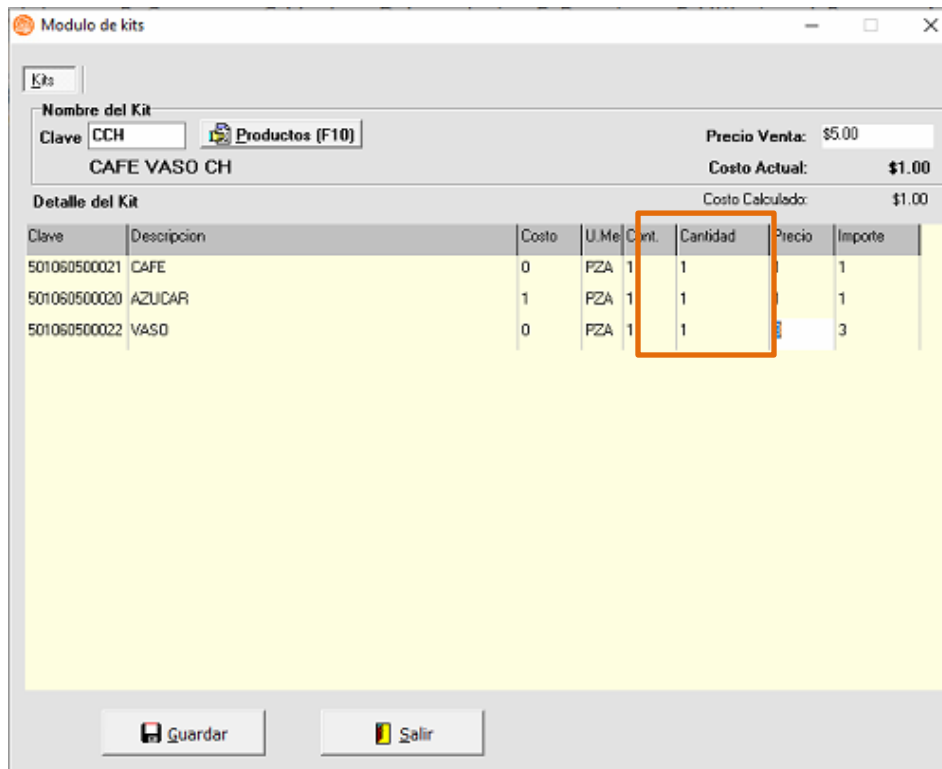 Modulo de kits
Kits
Nombre del Kit
Clave CCH Productos (F10) Precio Venta: $5.00
CAFE VASO CH Costo Actual: $1.00
Detalle del Kit Costo Calculado: $1.00
Clave Descripcion Costo U.Me Cont. Cantidad Precio Importe
501060500021 CAFE 0 PZA 1 1 1
501060500020 AZUCAR 1 PZA 1 1 1
501060500022 VASO 0 PZA 1 1 3
Guardar Salir